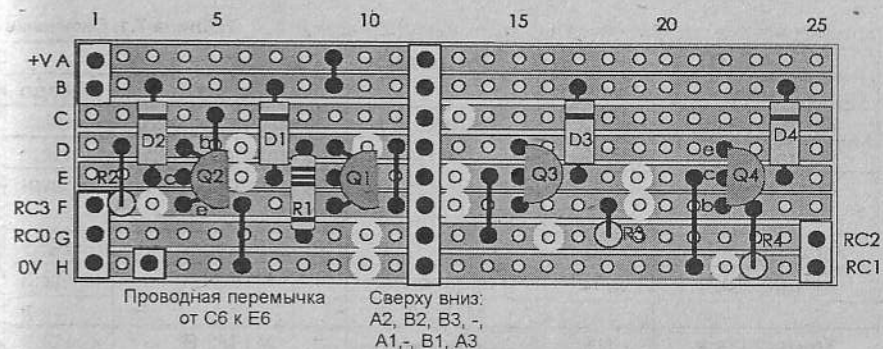 1 5 10 15 20 25
+V A
B
C
D2 b D1 D3 D4
D e
E R2 c Q2 Q1 Q3 c Q4
RC3 F e R1 b
RC0 G R3 R4 RC2
0V H RC1
Проводная перемычка
от C6 к E6
Сверху вниз:
A2, B2, B3, -,
A1,-, B1, A3